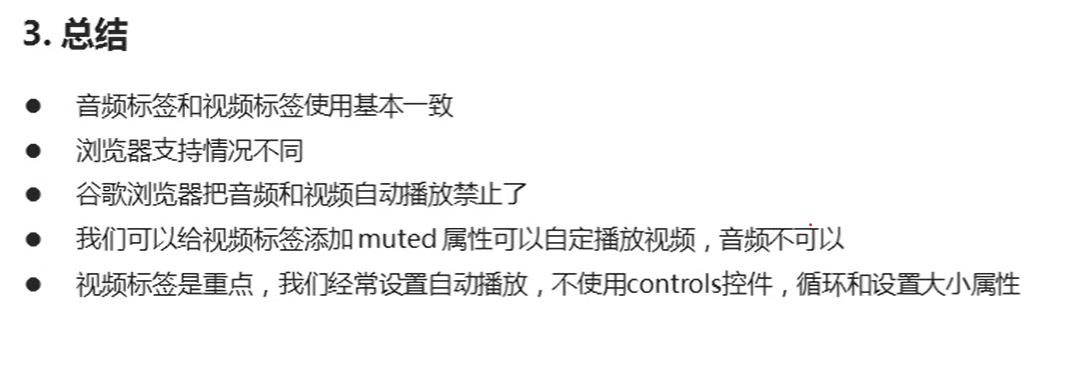 3. 总结
● 音频标签和视频标签使用基本一致
● 浏览器支持情况不同
● 谷歌浏览器把音频和视频自动播放禁止了
● 我们可以给视频标签添加 muted 属性可以自定播放视频，音频不可以
● 视频标签是重点，我们经常设置自动播放，不使用controls控件，循环和设置大小属性